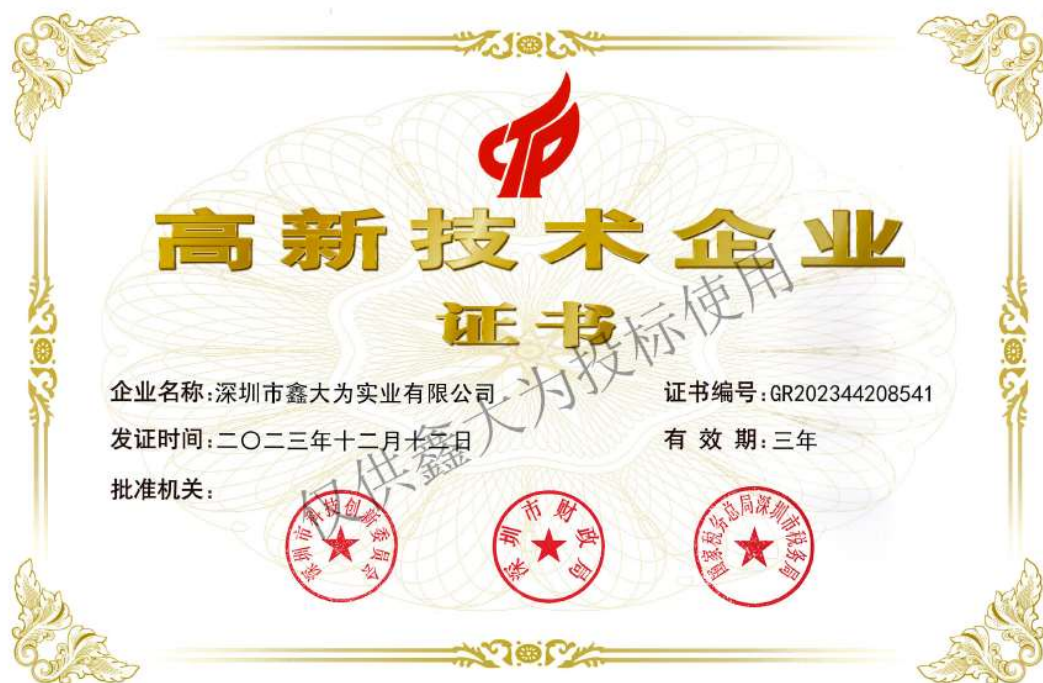 高新技术企业
证书
企业名称:深圳市鑫大为实业有限公司
证书编号:GR202344208541
发证时间:二〇二三年十二月十二日
有效期:三年
批准机关:
深圳市科技创新委员会
深圳市财政局
国家税务总局深圳市税务局
仅供鑫大为投标使用